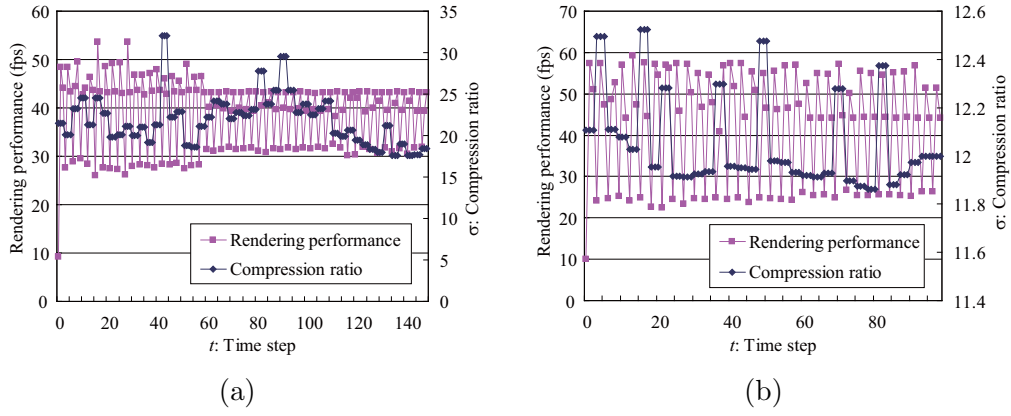 Rendering performance (fps)
60
50
40
30
20
10
0
35
30
25
20
15
10
5
0
σ: Compression ratio
Rendering performance
Compression ratio
0 20 40 60 80 100 120 140
t: Time step
(a)
Rendering performance (fps)
70
60
50
40
30
20
10
0
12.6
12.4
12.2
12.0
11.8
11.6
11.4
σ: Compression ratio
Rendering performance
Compression ratio
0 20 40 60 80
t: Time step
(b)